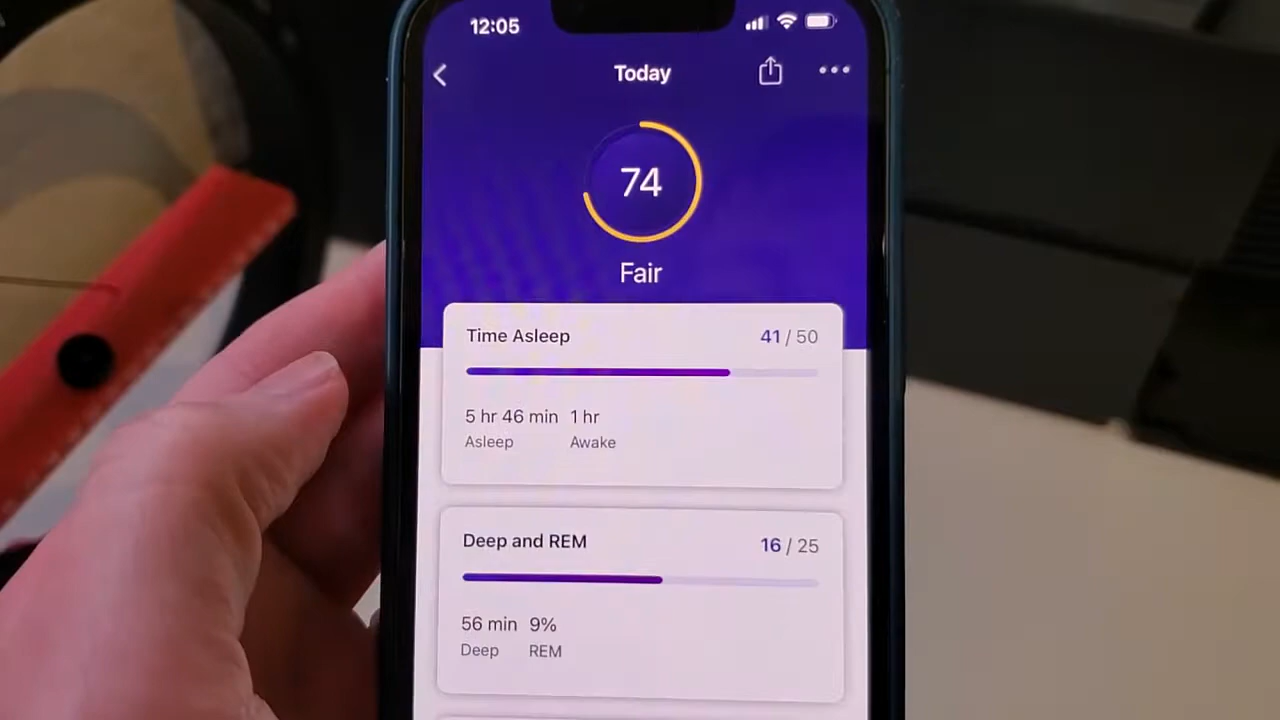 12:05
Today
74
Fair
Time Asleep 41 / 50
5 hr 46 min 1 hr
Asleep Awake
Deep and REM 16 / 25
56 min 9%
Deep REM